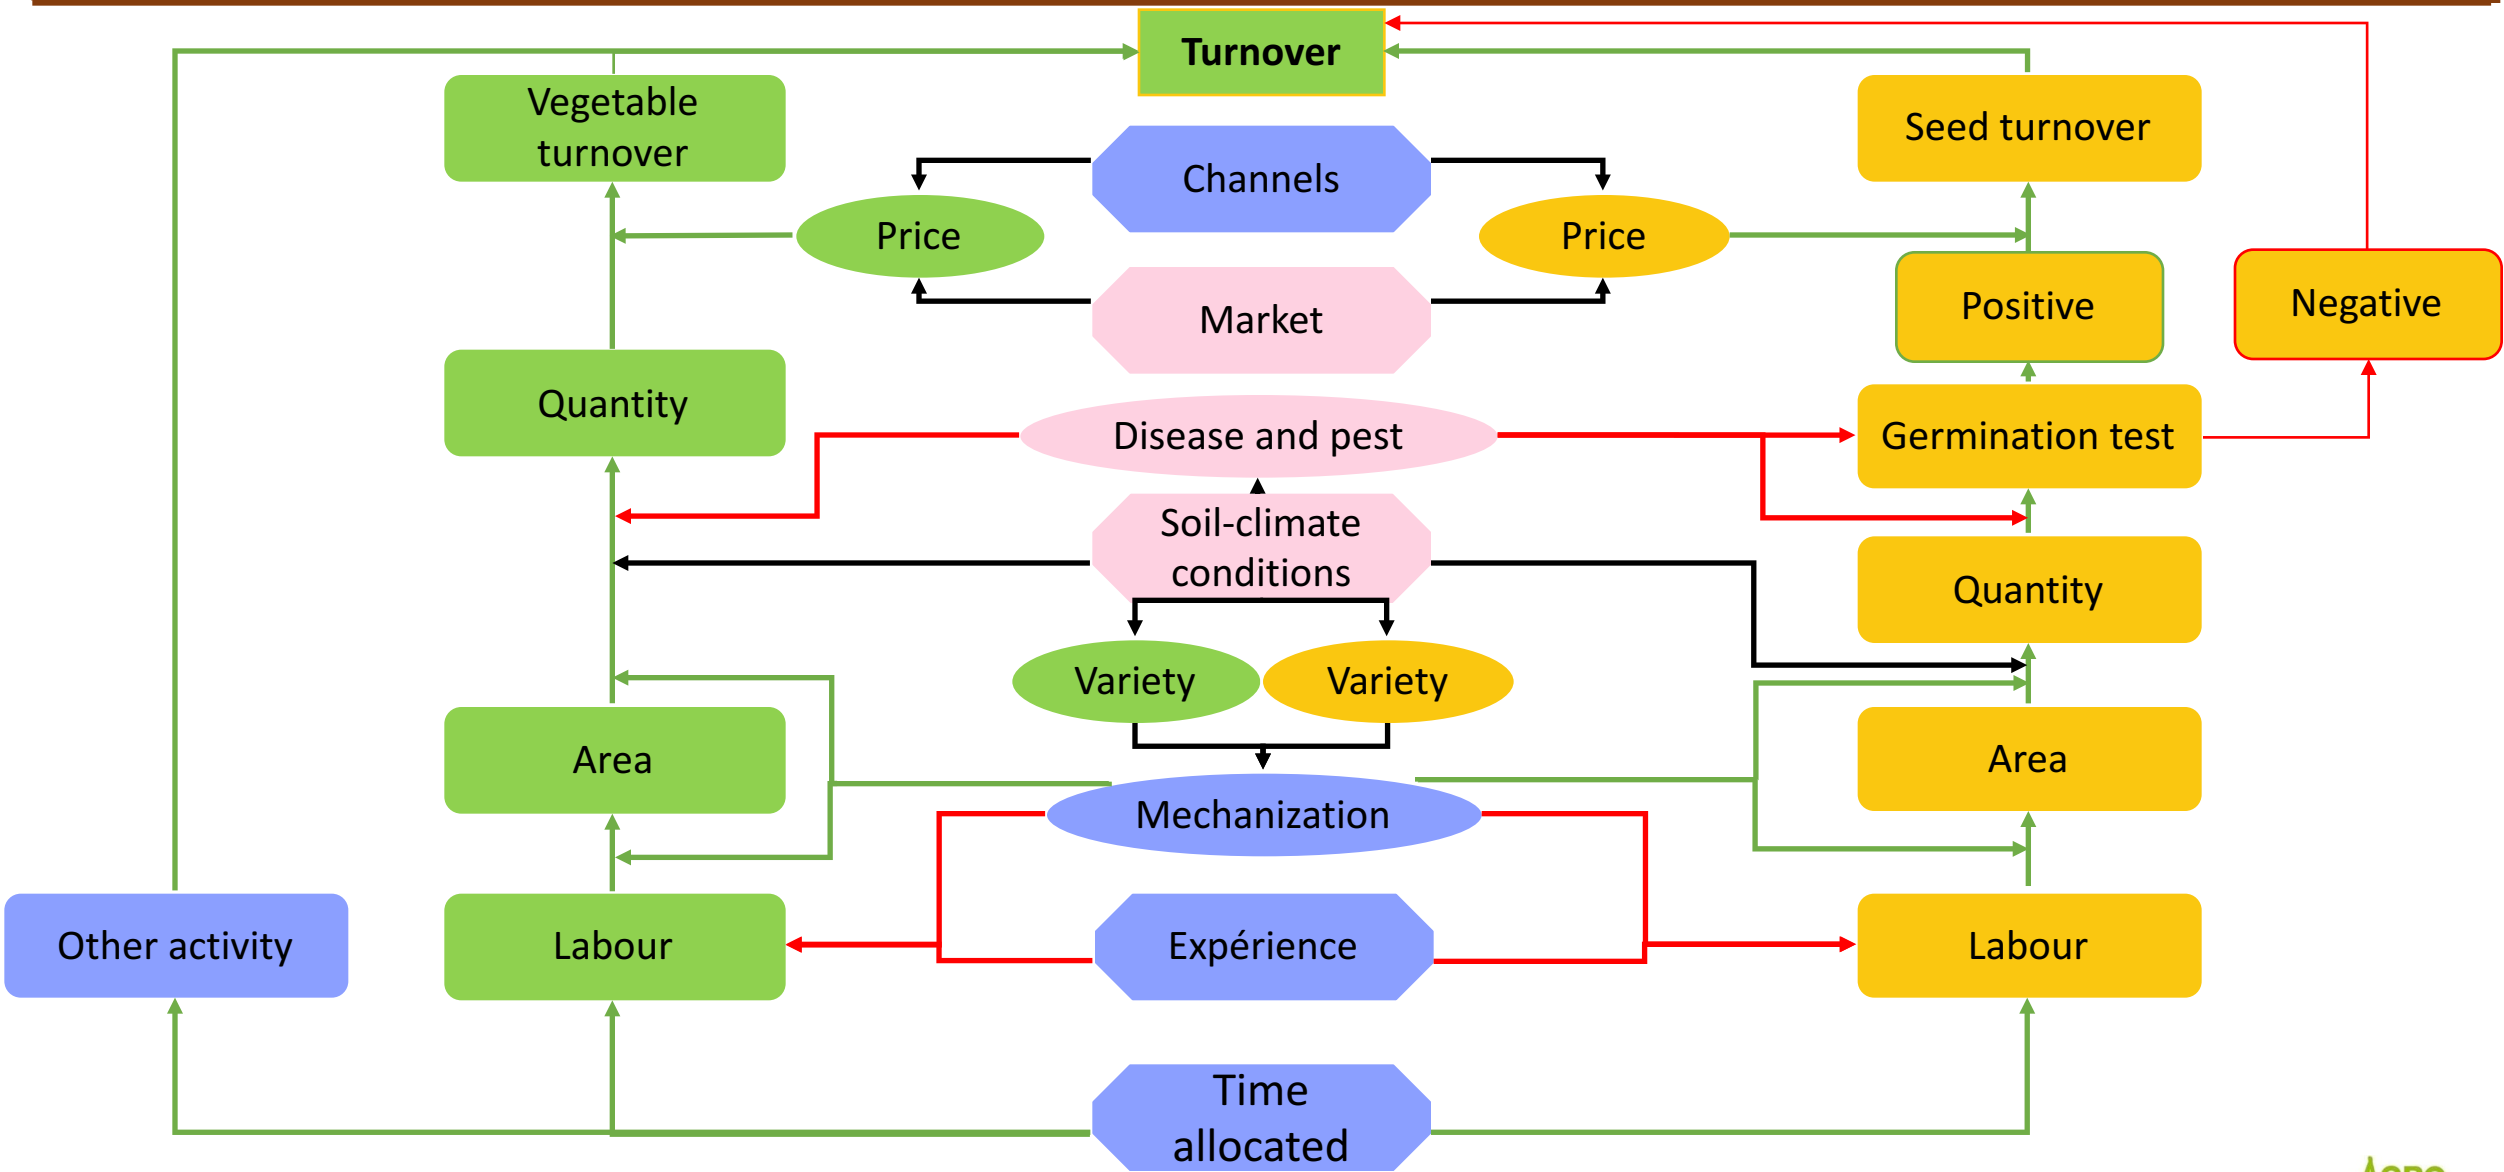 Turnover
Vegetable
turnover
Seed turnover
Channels
Price
Price
Market
Positive
Negative
Quantity
Disease and pest
Germination test
Soil-climate
conditions
Quantity
Variety
Variety
Area
Area
Mechanization
Other activity
Labour
Expérience
Labour
Time
allocated